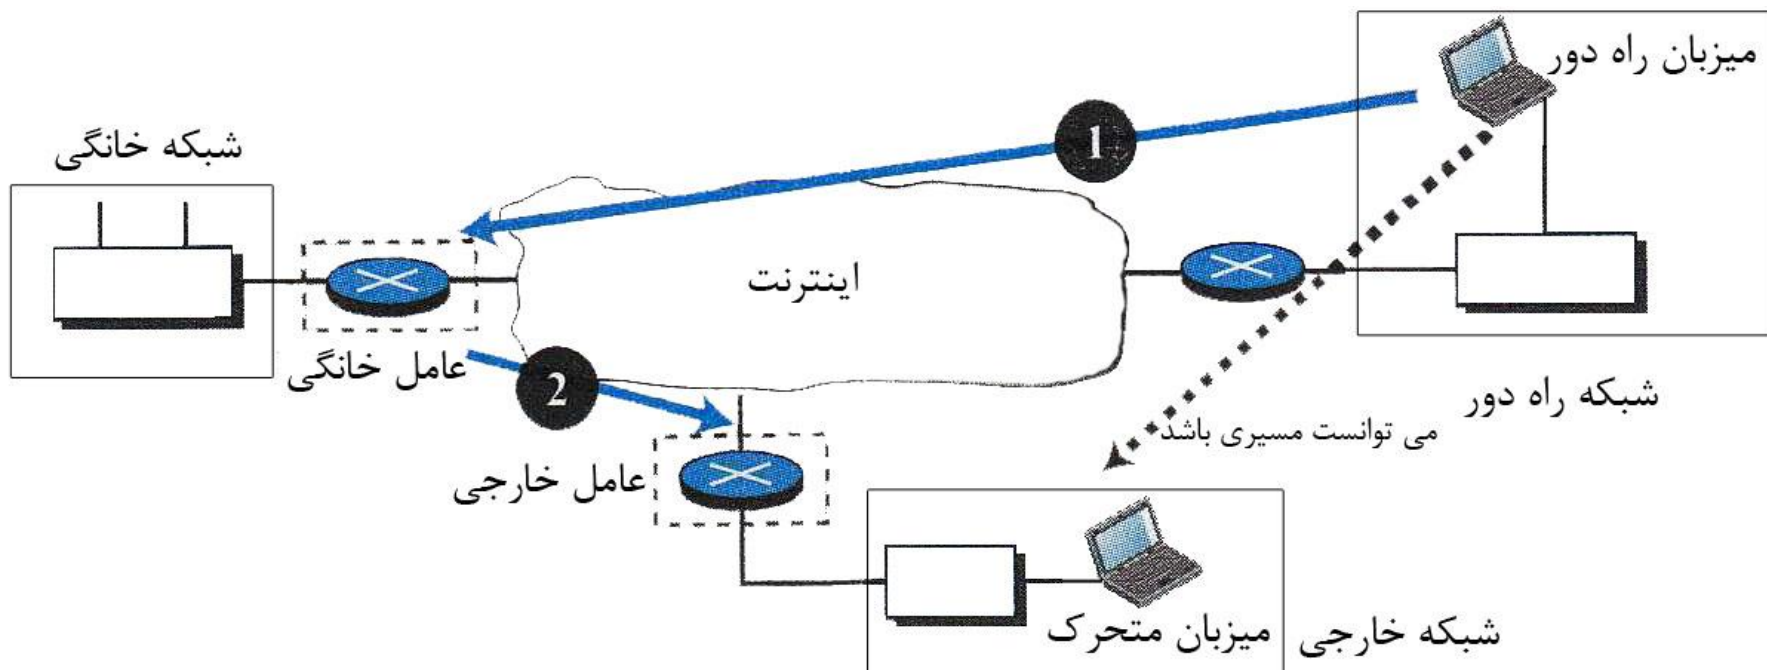 میزبان راه دور
1
شبکه خانگی
اینترنت
عامل خانگی
2
شبکه راه دور
می توانست مسیری باشد
عامل خارجی
میزبان متحرک
شبکه خارجی